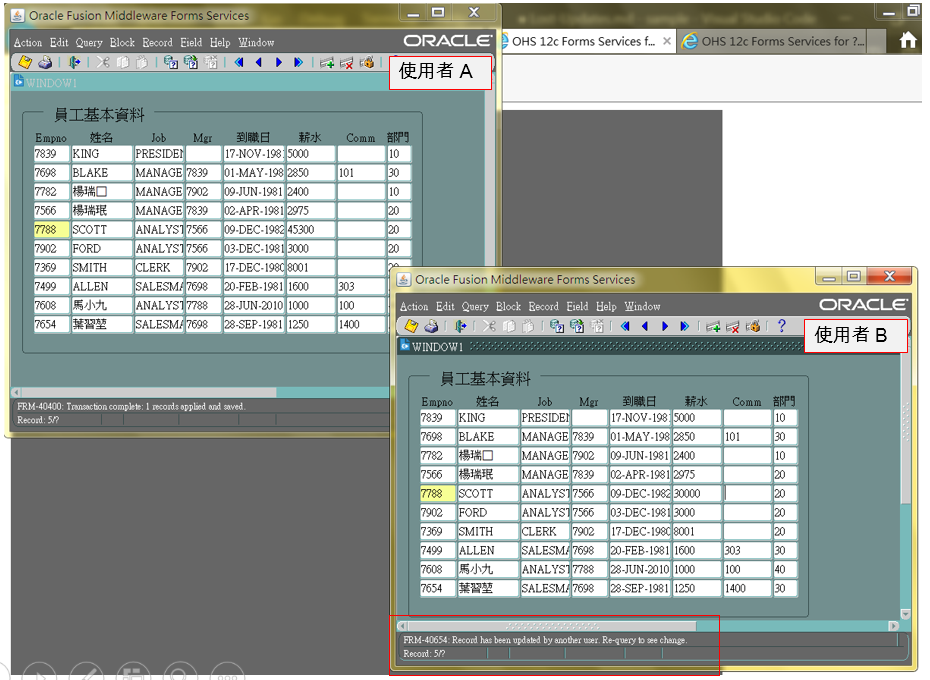 Oracle Fusion Middleware Forms Services
Action Edit Query Block Record Field Help Window
ORACLE
使用者 A
WINDOW1
員工基本資料
Empno 姓名 Job Mgr 到職日 薪水 Comm 部門
7839 KING PRESIDEN 17-NOV-1981 5000 10
7698 BLAKE MANAGE 7839 01-MAY-198 2850 101 30
7782 楊瑞□ MANAGE 7902 09-JUN-1981 2400 10
7566 楊瑞珉 MANAGE 7839 02-APR-1981 2975 20
7788 SCOTT ANALYST 7566 09-DEC-1982 45300 20
7902 FORD ANALYST 7566 03-DEC-1981 3000 20
7369 SMITH CLERK 7902 17-DEC-1980 8001 20
7499 ALLEN SALESMA 7698 20-FEB-1981 1600 303
7608 馬小九 ANALYST 7788 28-JUN-2010 1000 100
7654 葉習堃 SALESMA 7698 28-SEP-1981 1250 1400
FRM-40400: Transaction complete: 1 records applied and saved.
Record: 5/?
OHS 12c Forms Services f... ×
OHS 12c Forms Services for ?...
Oracle Fusion Middleware Forms Services
Action Edit Query Block Record Field Help Window
ORACLE
使用者 B
WINDOW1
員工基本資料
Empno 姓名 Job Mgr 到職日 薪水 Comm 部門
7839 KING PRESIDEN 17-NOV-1981 5000 10
7698 BLAKE MANAGE 7839 01-MAY-198 2850 101 30
7782 楊瑞□ MANAGE 7902 09-JUN-1981 2400 10
7566 楊瑞珉 MANAGE 7839 02-APR-1981 2975 20
7788 SCOTT ANALYST 7566 09-DEC-1982 30000 20
7902 FORD ANALYST 7566 03-DEC-1981 3000 20
7369 SMITH CLERK 7902 17-DEC-1980 8001 20
7499 ALLEN SALESMA 7698 20-FEB-1981 1600 303 30
7608 馬小九 ANALYST 7788 28-JUN-2010 1000 100 40
7654 葉習堃 SALESMA 7698 28-SEP-1981 1250 1400 30
FRM-40654: Record has been updated by another user. Re-query to see change.
Record: 5/?